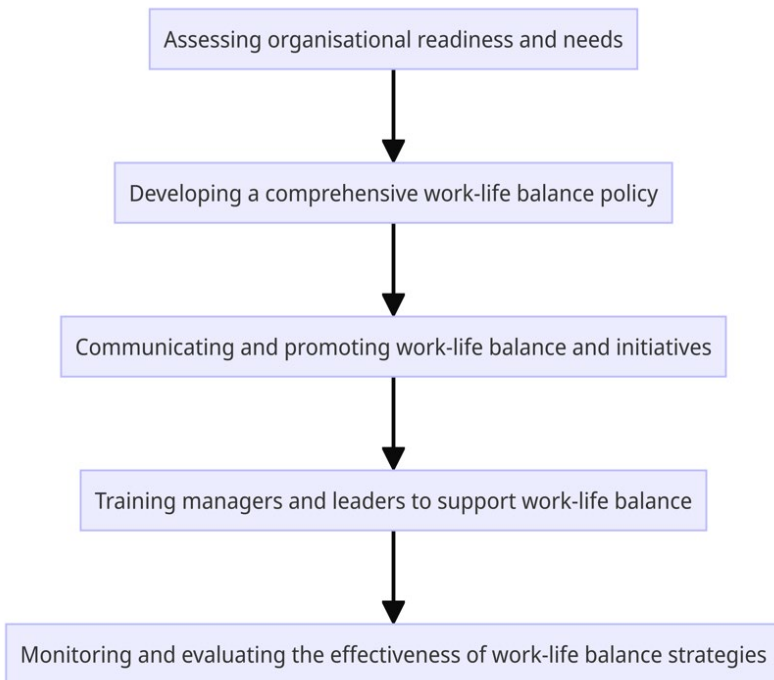 Assessing organisational readiness and needs
Developing a comprehensive work-life balance policy
Communicating and promoting work-life balance and initiatives
Training managers and leaders to support work-life balance
Monitoring and evaluating the effectiveness of work-life balance strategies